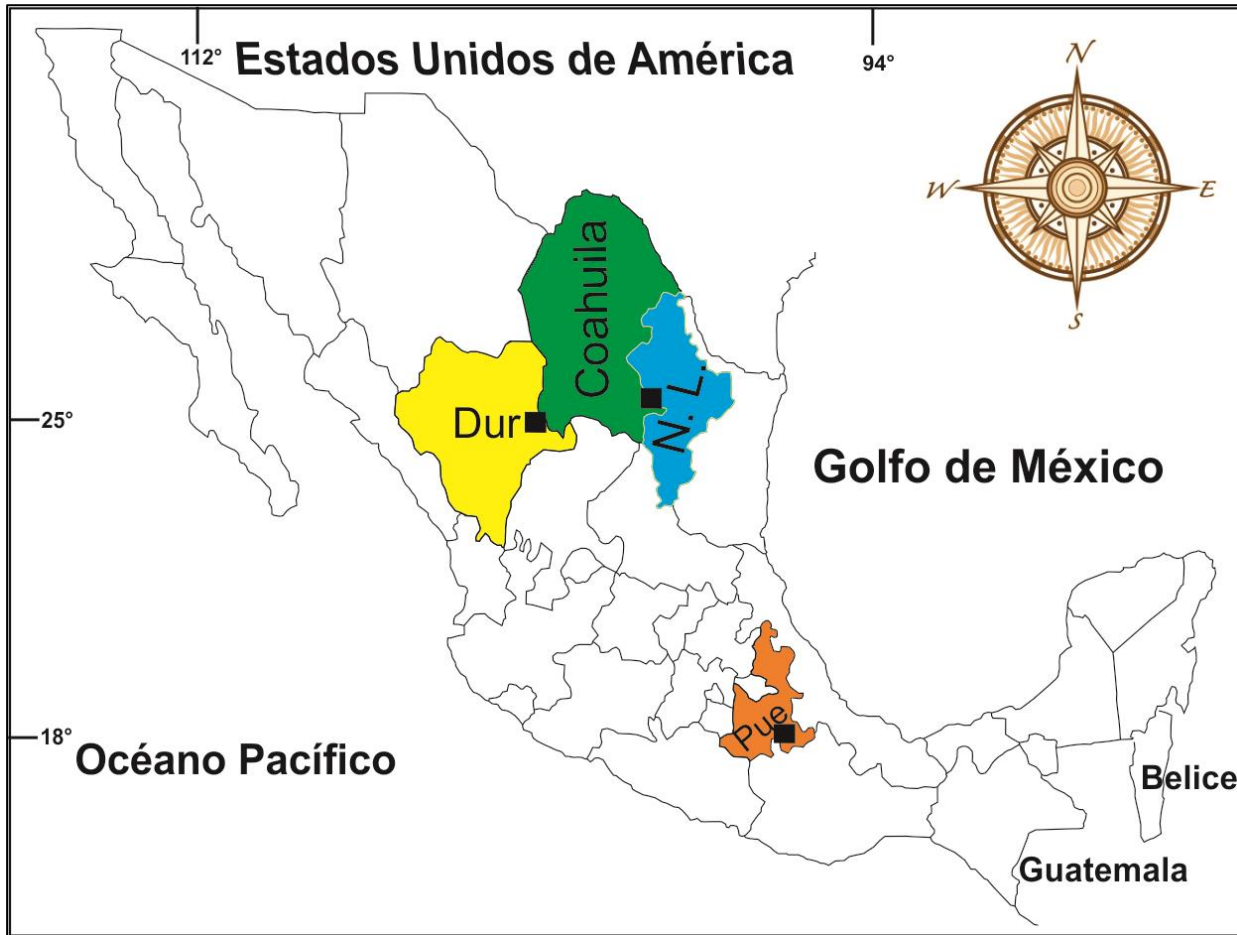 112°
Estados Unidos de América
94°
N
W
E
S
Coahuila
N. L.
Dur
25°
Golfo de México
Pue
18°
Océano Pacífico
Belice
Guatemala